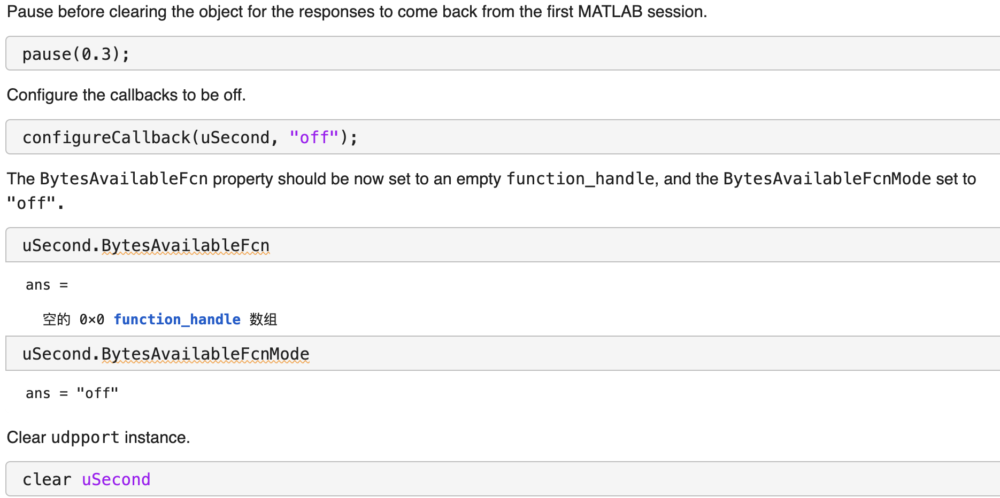 Pause before clearing the object for the responses to come back from the first MATLAB session.
pause(0.3);
Configure the callbacks to be off.
configureCallback(uSecond, "off");
The BytesAvailableFcn property should be now set to an empty function_handle, and the BytesAvailableFcnMode set to
"off".
uSecond.BytesAvailableFcn
ans =
空的 0×0 function_handle 数组
uSecond.BytesAvailableFcnMode
ans = "off"
Clear udpport instance.
clear uSecond